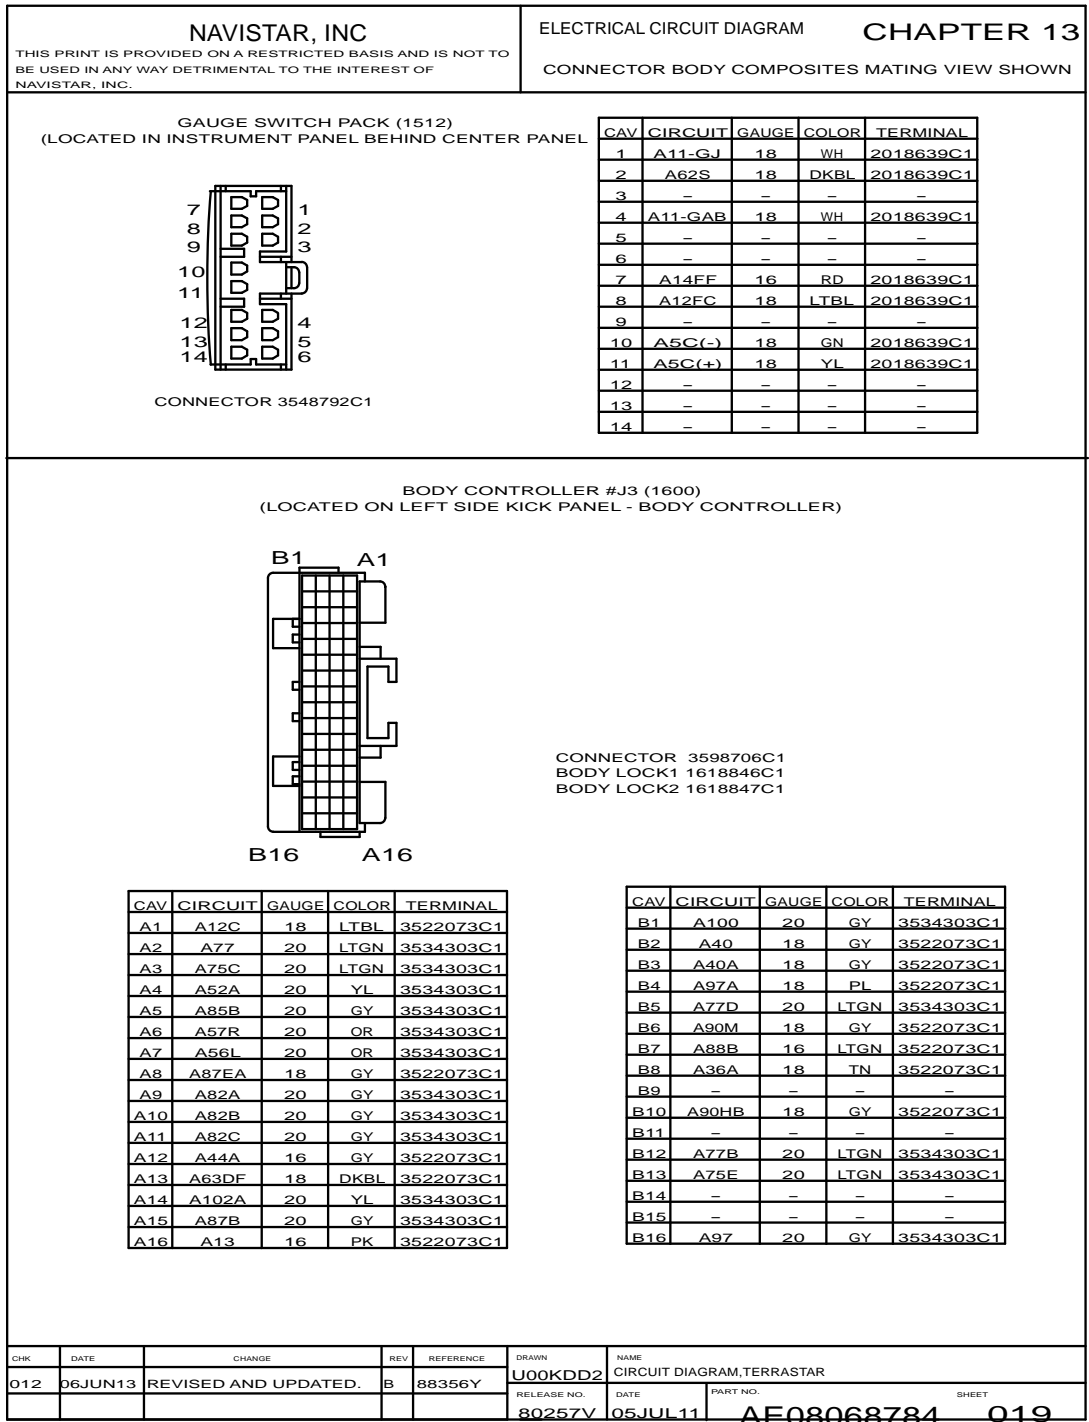 NAVISTAR, INC
THIS PRINT IS PROVIDED ON A RESTRICTED BASIS AND IS NOT TO
BE USED IN ANY WAY DETRIMENTAL TO THE INTEREST OF
NAVISTAR, INC.
ELECTRICAL CIRCUIT DIAGRAM CHAPTER 13
CONNECTOR BODY COMPOSITES MATING VIEW SHOWN
GAUGE SWITCH PACK (1512)
(LOCATED IN INSTRUMENT PANEL BEHIND CENTER PANEL
7 1
8 2
9 3
10
11
12 4
13 5
14 6
CONNECTOR 3548792C1
CAV CIRCUIT GAUGE COLOR TERMINAL
1 A11-GJ 18 WH 2018639C1
2 A62S 18 DKBL 2018639C1
3 – – – –
4 A11-GAB 18 WH 2018639C1
5 – – – –
6 – – – –
7 A14FF 16 RD 2018639C1
8 A12FC 18 LTBL 2018639C1
9 – – – –
10 A5C(-) 18 GN 2018639C1
11 A5C(+) 18 YL 2018639C1
12 – – – –
13 – – – –
14 – – – –
BODY CONTROLLER #J3 (1600)
(LOCATED ON LEFT SIDE KICK PANEL - BODY CONTROLLER)
B1 A1
B16 A16
CONNECTOR 3598706C1
BODY LOCK1 1618846C1
BODY LOCK2 1618847C1
CAV CIRCUIT GAUGE COLOR TERMINAL
A1 A12C 18 LTBL 3522073C1
A2 A77 20 LTGN 3534303C1
A3 A75C 20 LTGN 3534303C1
A4 A52A 20 YL 3534303C1
A5 A85B 20 GY 3534303C1
A6 A57R 20 OR 3534303C1
A7 A56L 20 OR 3534303C1
A8 A87EA 18 GY 3522073C1
A9 A82A 20 GY 3534303C1
A10 A82B 20 GY 3534303C1
A11 A82C 20 GY 3534303C1
A12 A44A 16 GY 3522073C1
A13 A63DF 18 DKBL 3522073C1
A14 A102A 20 YL 3534303C1
A15 A87B 20 GY 3534303C1
A16 A13 16 PK 3522073C1
CAV CIRCUIT GAUGE COLOR TERMINAL
B1 A100 20 GY 3534303C1
B2 A40 18 GY 3522073C1
B3 A40A 18 GY 3522073C1
B4 A97A 18 PL 3522073C1
B5 A77D 20 LTGN 3534303C1
B6 A90M 18 GY 3522073C1
B7 A88B 16 LTGN 3522073C1
B8 A36A 18 TN 3522073C1
B9 – – – –
B10 A90HB 18 GY 3522073C1
B11 – – – –
B12 A77B 20 LTGN 3534303C1
B13 A75E 20 LTGN 3534303C1
B14 – – – –
B15 – – – –
B16 A97 20 GY 3534303C1
CHK DATE CHANGE REV REFERENCE
012 06JUN13 REVISED AND UPDATED. B 88356Y
DRAWN
U00KDD2
NAME
CIRCUIT DIAGRAM,TERRASTAR
RELEASE NO. DATE PART NO. SHEET
80257V 05JUL11 AF08068784 019